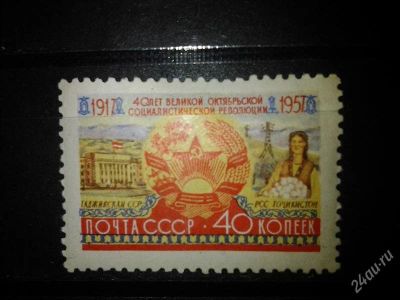 1917 40 ЛЕТ ВЕЛИКОЙ ОКТЯБРЬСКОЙ 1957
СОЦИАЛИСТИЧЕСКОЙ РЕВОЛЮЦИИ
ТАДЖИКСКАЯ ССР РСС ТОҶИКИСТОН
ПОЧТА СССР · 40 КОПЕЕК
24au.ru